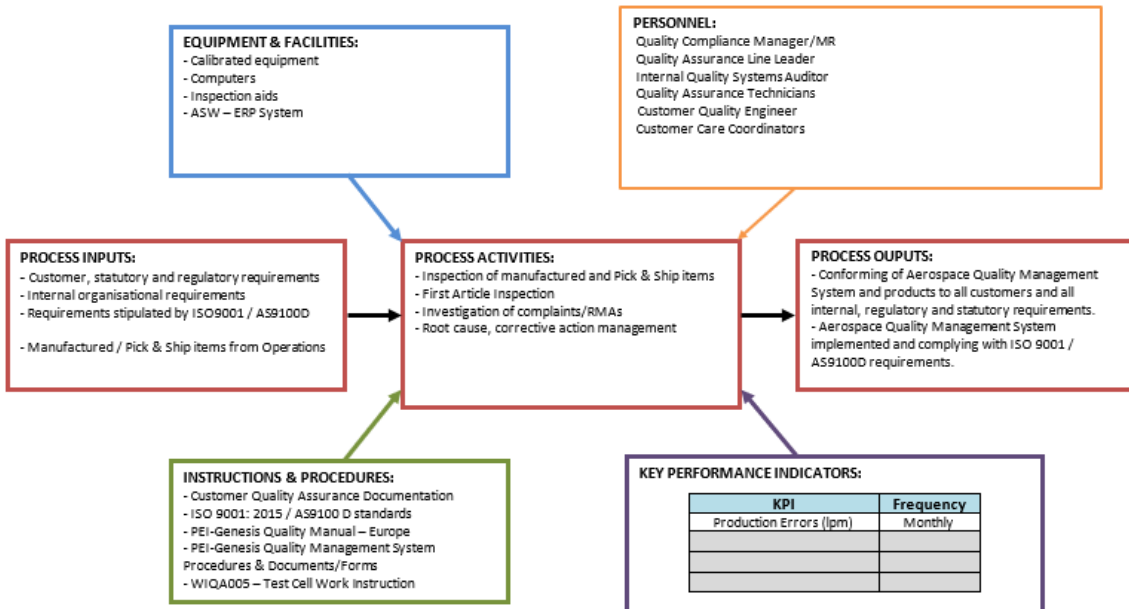 EQUIPMENT & FACILITIES:
- Calibrated equipment
- Computers
- Inspection aids
- ASW – ERP System
PERSONNEL:
Quality Compliance Manager/MR
Quality Assurance Line Leader
Internal Quality Systems Auditor
Quality Assurance Technicians
Customer Quality Engineer
Customer Care Coordinators
PROCESS INPUTS:
- Customer, statutory and regulatory requirements
- Internal organisational requirements
- Requirements stipulated by ISO9001 / AS9100D
- Manufactured / Pick & Ship items from Operations
PROCESS ACTIVITIES:
- Inspection of manufactured and Pick & Ship items
- First Article Inspection
- Investigation of complaints/RMAs
- Root cause, corrective action management
PROCESS OUPUTS:
- Conforming of Aerospace Quality Management
System and products to all customers and all
internal, regulatory and statutory requirements.
- Aerospace Quality Management System
implemented and complying with ISO 9001 /
AS9100D requirements.
INSTRUCTIONS & PROCEDURES:
- Customer Quality Assurance Documentation
- ISO 9001: 2015 / AS9100 D standards
- PEI-Genesis Quality Manual – Europe
- PEI-Genesis Quality Management System
Procedures & Documents/Forms
- WIQA005 – Test Cell Work Instruction
KEY PERFORMANCE INDICATORS:
KPI Frequency
Production Errors (lpm) Monthly